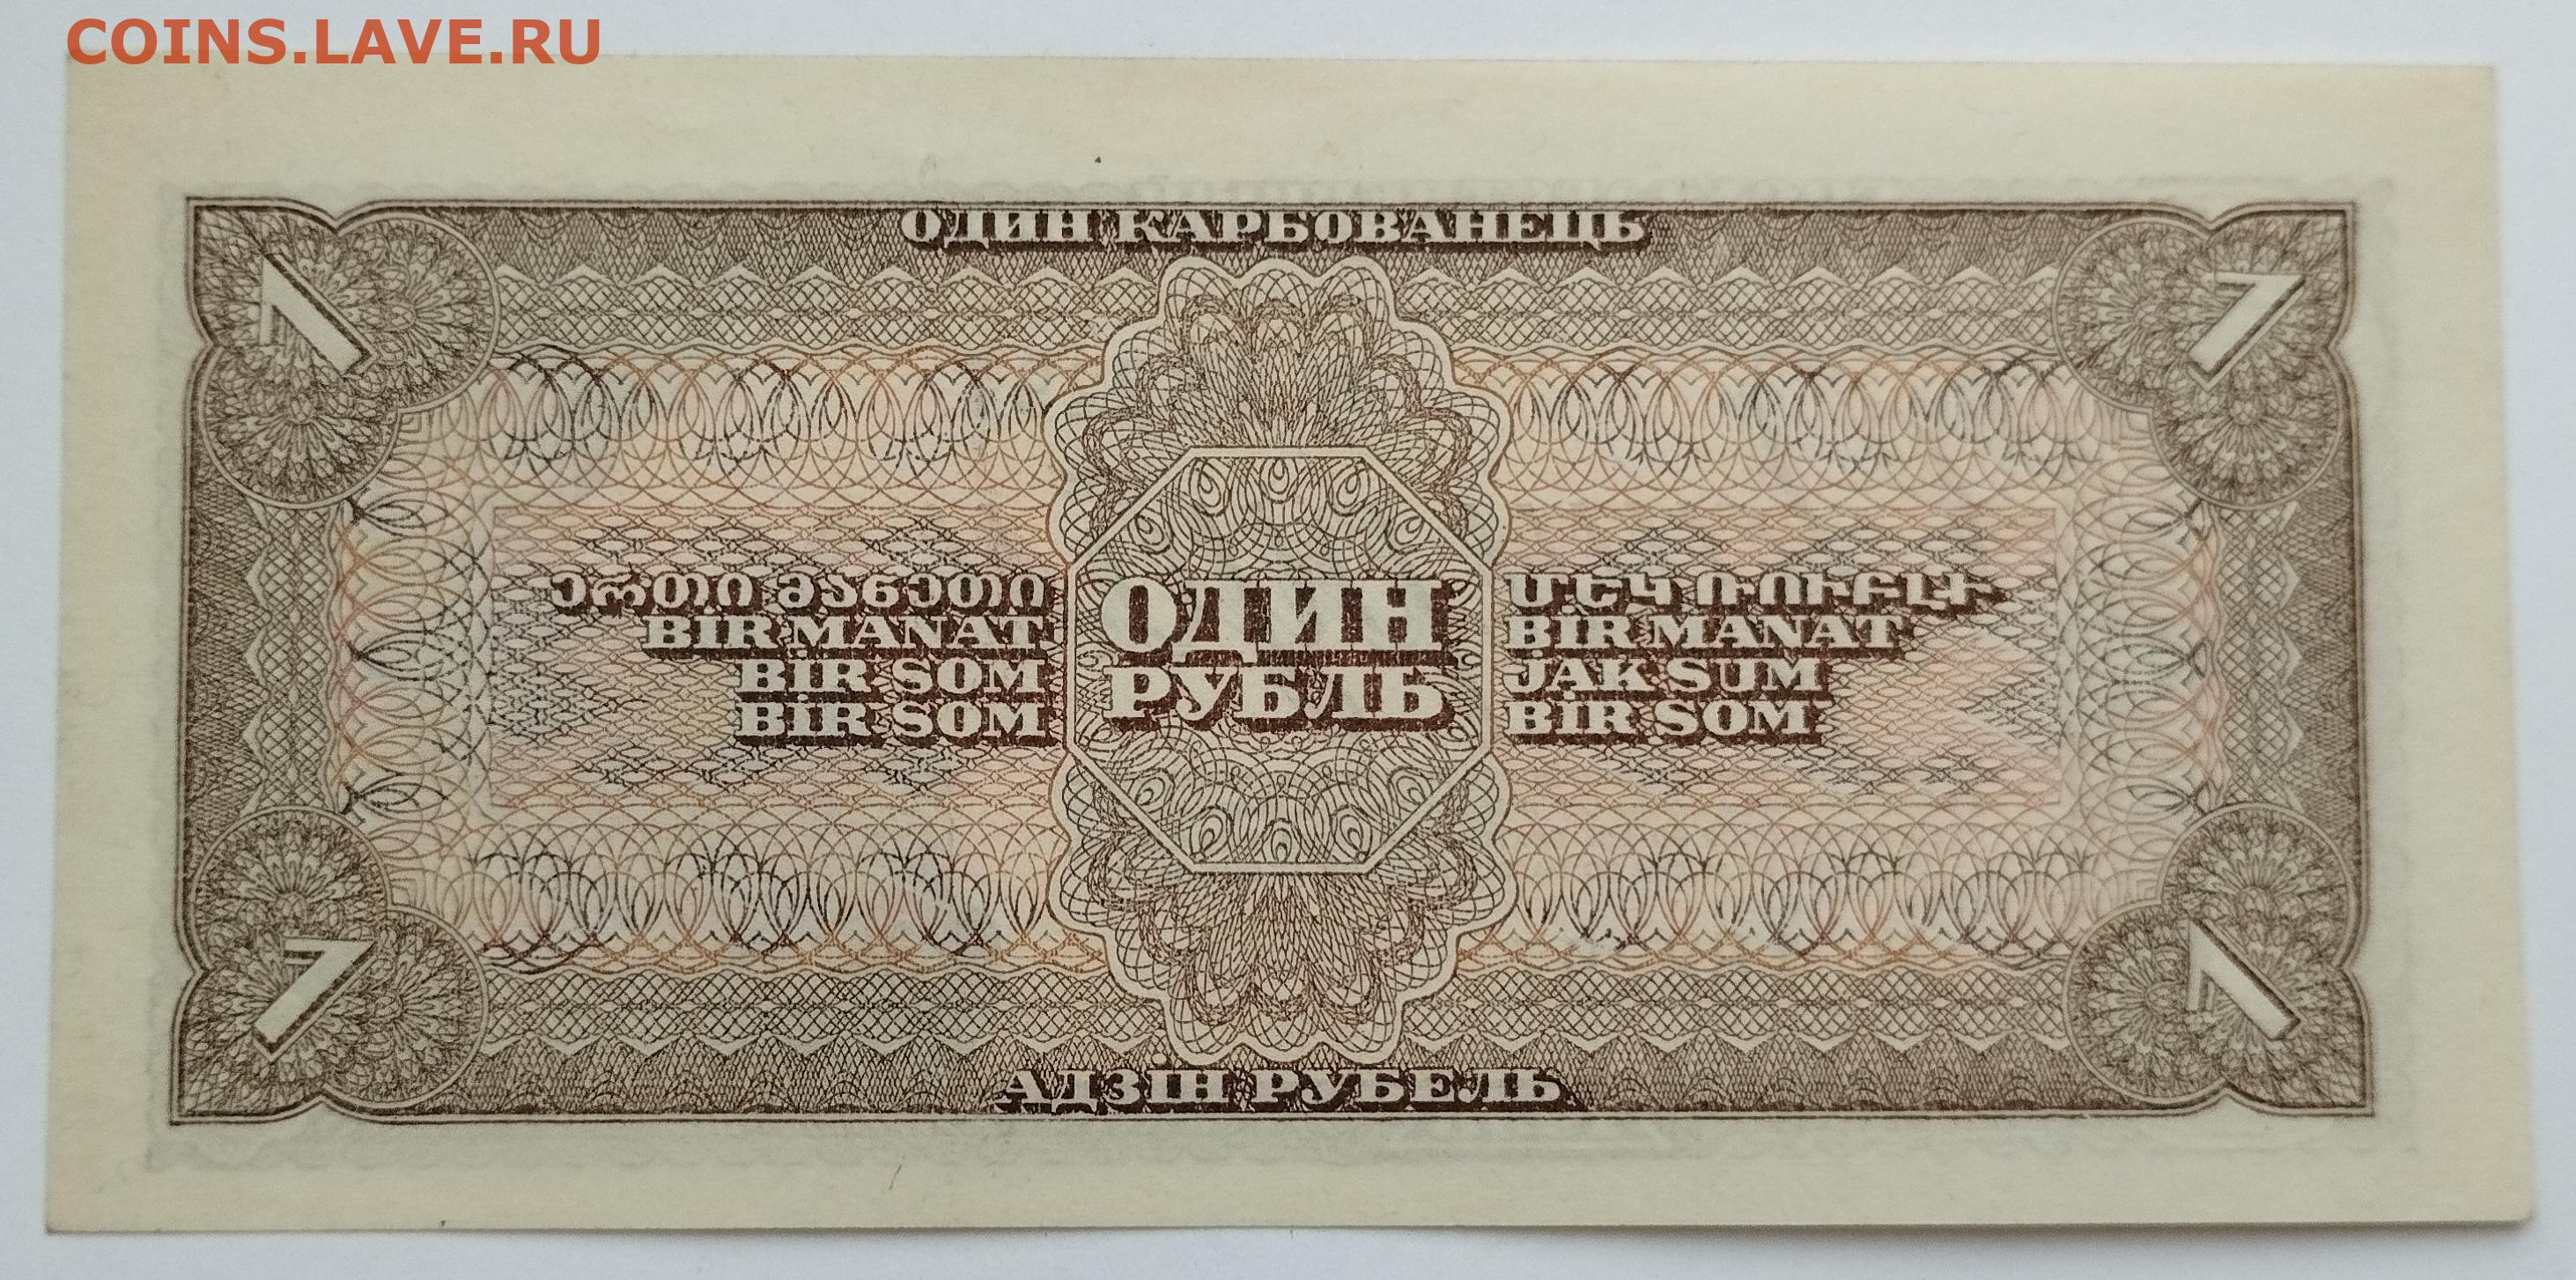 COINS.LAVE.RU
ОДИН КАРБОВАНЕЦЬ
1 1
ერთი მანეთი
BIR MANAT
BIR SOM
BIR SOM
ОДИН
РУБЛЬ
ՄԵԿ ՌՈՒԲԼԻ
BIR MANAT
JAK SUM
BIR SOM
1 1
АДЗІН РУБЕЛЬ